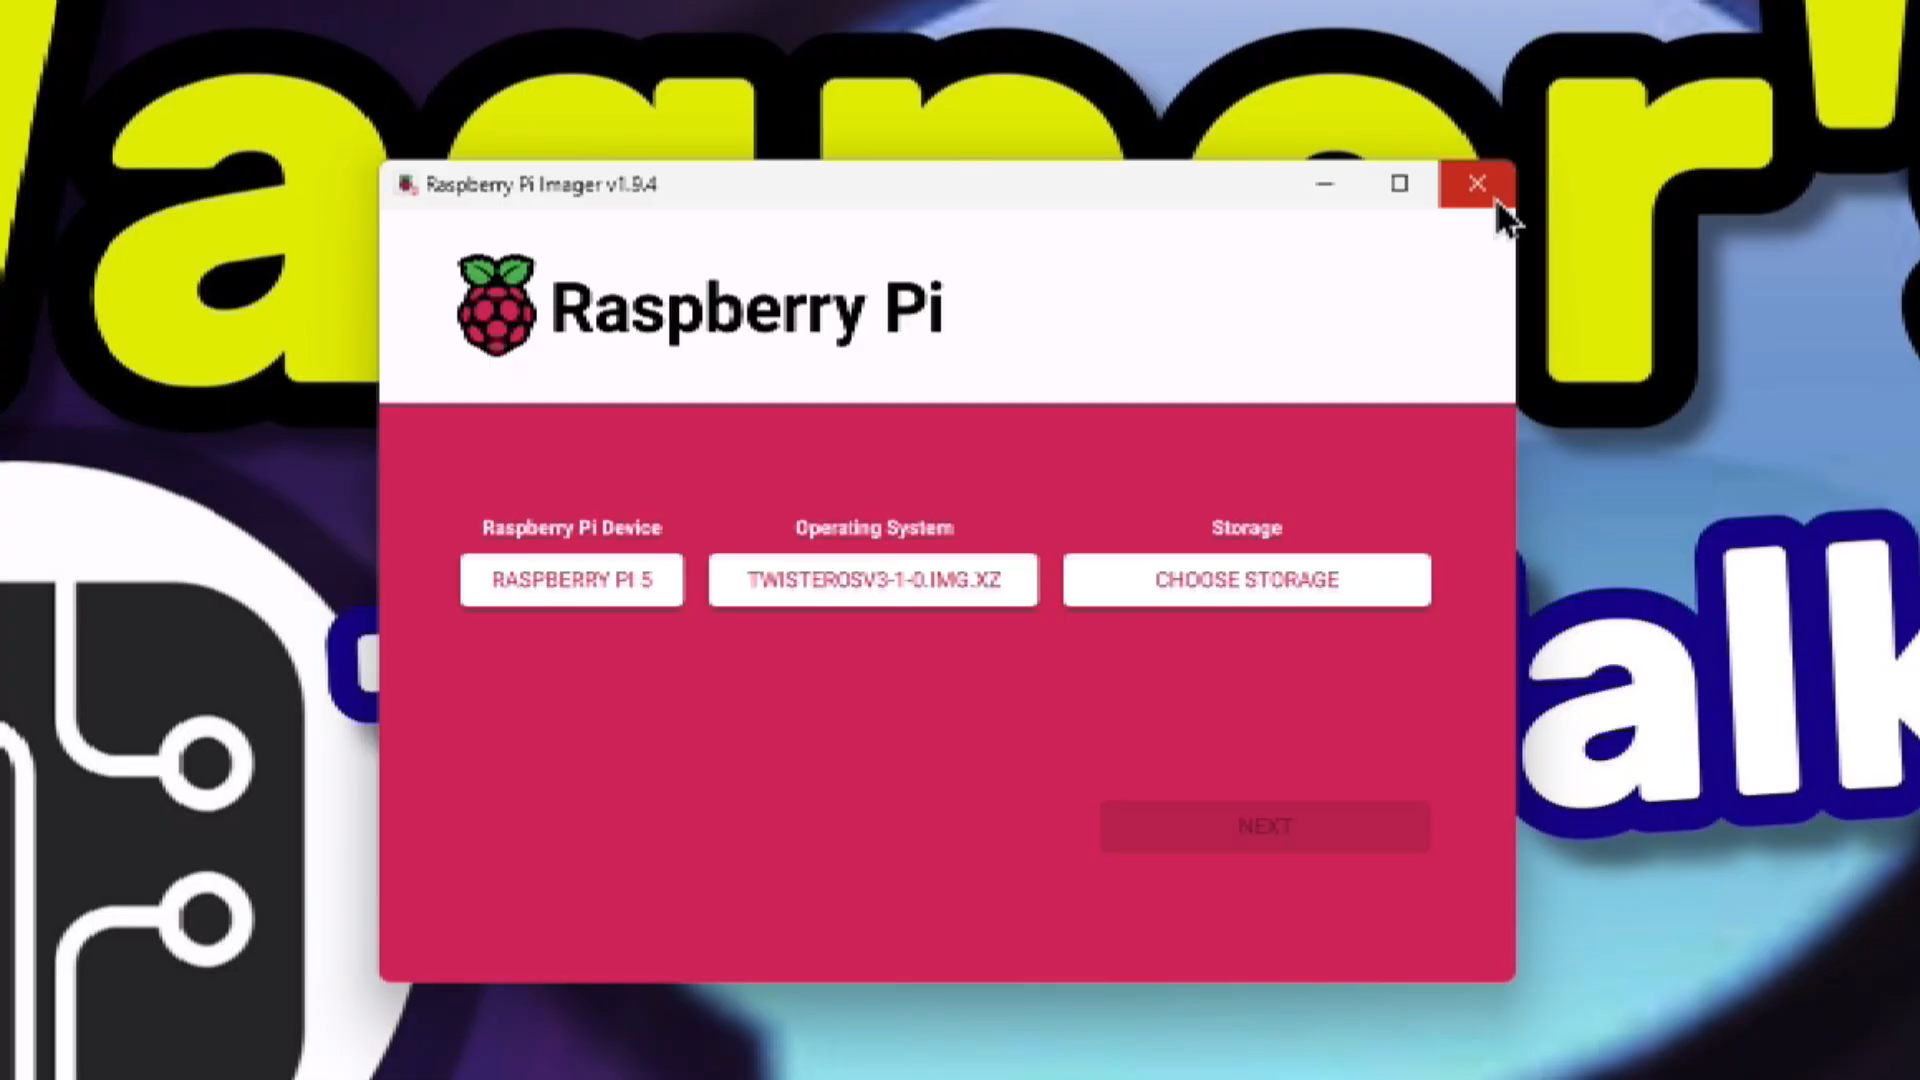 Raspberry Pi Imager v1.9.4
Raspberry Pi
Raspberry Pi Device
Operating System
Storage
RASPBERRY PI 5
TWISTEROSV3-1-0.IMG.XZ
CHOOSE STORAGE
NEXT